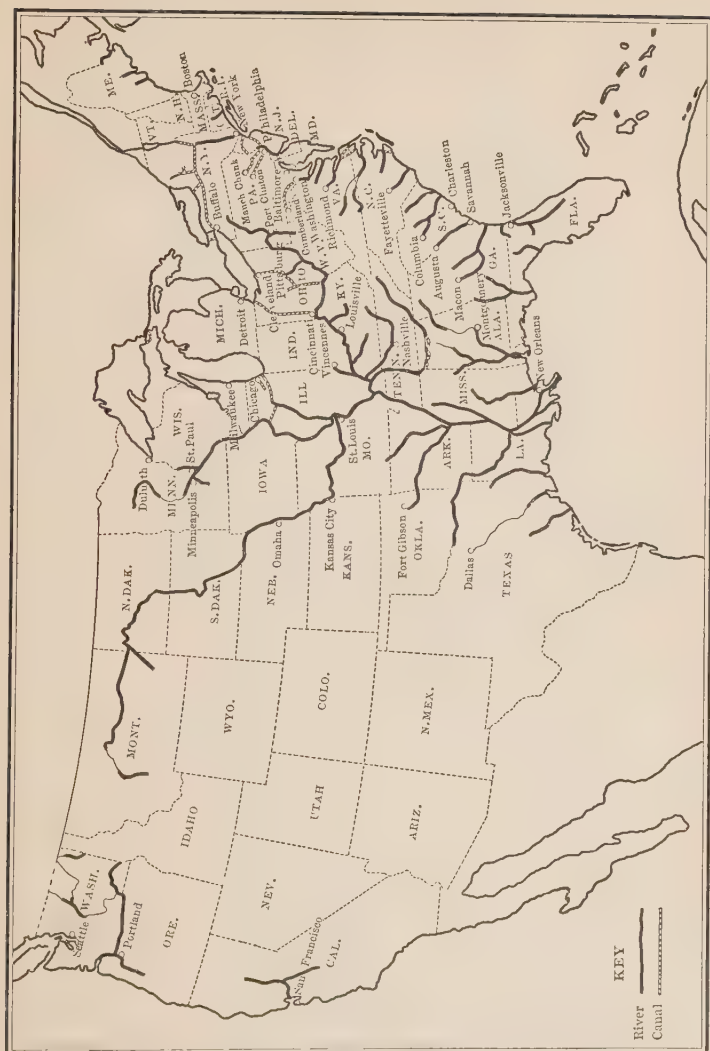 Seattle
WASH.
Portland
ORE.
IDAHO
MONT.
N. DAK.
S. DAK.
WYO.
NEV.
UTAH
COLO.
San Francisco
CAL.
ARIZ.
N. MEX.
NEB.
Omaha
KANS.
Kansas City
OKLA.
Fort Gibson
TEXAS
Dallas
MINN.
Duluth
Minneapolis
St. Paul
WIS.
IOWA
Milwaukee
Chicago
ILL
MO.
St. Louis
ARK.
LA.
MISS.
New Orleans
MICH.
Detroit
IND.
OHIO
Cleveland
Cincinnati
Vincennes
Louisville
KY.
TENN.
Nashville
ALA.
Montgomery
GA.
Macon
Augusta
Savannah
FLA.
Jacksonville
S.C.
Columbia
Charleston
N.C.
Fayetteville
VA.
Richmond
W. V.
Washington
Cumberland
MD.
DEL.
Baltimore
PA.
Pittsburg
Port Clinton
Mauch Chunk
Philadelphia
N.J.
N.Y.
Buffalo
New York
R.I.
MASS.
Boston
N.H.
VT.
ME.
KEY
River
Canal